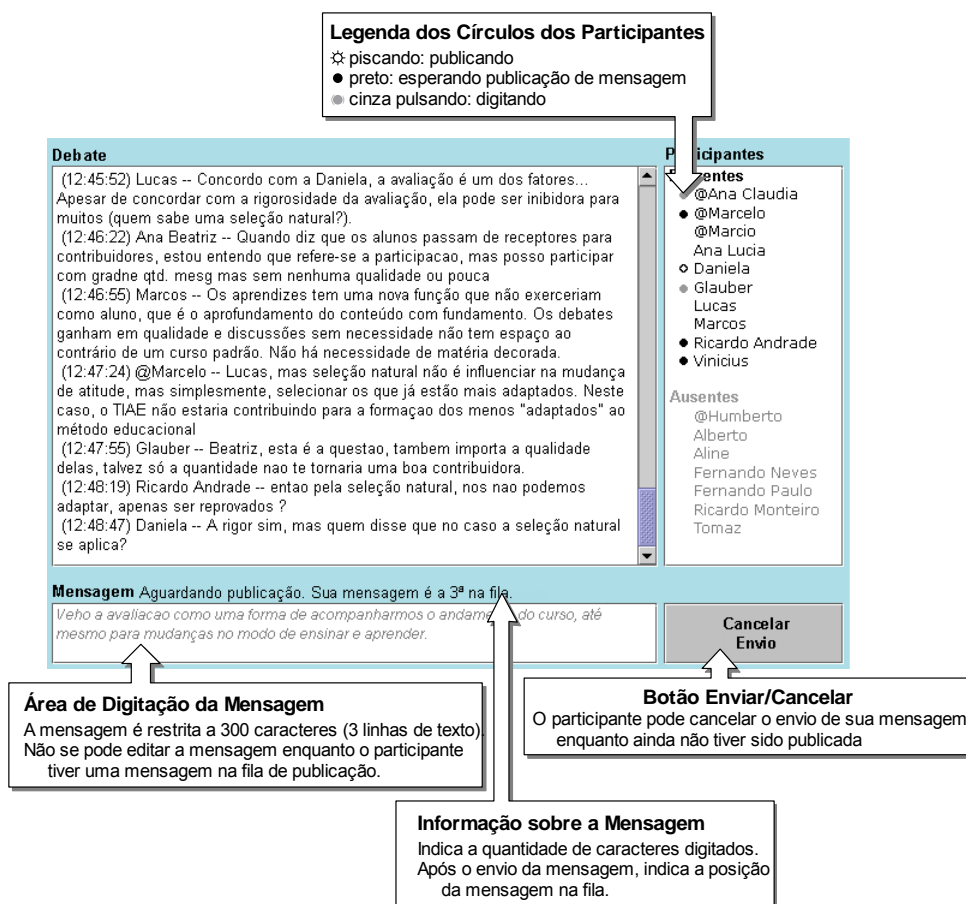 Legenda dos Círculos dos Participantes
piscando: publicando
preto: esperando publicação de mensagem
cinza pulsando: digitando
Debate
(12:45:52) Lucas -- Concordo com a Daniela, a avaliação é um dos fatores...
Apesar de concordar com a rigorosidade da avaliação, ela pode ser inibidora para
muitos (quem sabe uma seleção natural?).
(12:46:22) Ana Beatriz -- Quando diz que os alunos passam de receptores para
contribuidores, estou entendo que refere-se a participacao, mas posso participar
com gradne qtd. mesg mas sem nenhuma qualidade ou pouca
(12:46:55) Marcos -- Os aprendizes tem uma nova função que não exerceriam
como aluno, que é o aprofundamento do conteúdo com fundamento. Os debates
ganham em qualidade e discussões sem necessidade não tem espaço ao
contrário de um curso padrão. Não há necessidade de matéria decorada.
(12:47:24) @Marcelo -- Lucas, mas seleção natural não é influenciar na mudança
de atitude, mas simplesmente, selecionar os que já estão mais adaptados. Neste
caso, o TIAE não estaria contribuindo para a formaçao dos menos "adaptados" ao
método educacional
(12:47:55) Glauber -- Beatriz, esta é a questao, tambem importa a qualidade
delas, talvez só a quantidade nao te tornaria uma boa contribuidora.
(12:48:19) Ricardo Andrade -- entao pela seleção natural, nos nao podemos
adaptar, apenas ser reprovados ?
(12:48:47) Daniela -- A rigor sim, mas quem disse que no caso a seleção natural
se aplica?
@Ana Claudia
@Marcelo
@Marcio
Ana Lucia
Daniela
Glauber
Lucas
Marcos
Ricardo Andrade
Vinicius
Ausentes
@Humberto
Alberto
Aline
Fernando Neves
Fernando Paulo
Ricardo Monteiro
Tomaz
Mensagem Aguardando publicação. Sua mensagem é a 3ª na fila.
Veho a avaliacao como uma forma de acompanharmos o andamento do curso, até
mesmo para mudanças no modo de ensinar e aprender.
Cancelar
Envio
Área de Digitação da Mensagem
A mensagem é restrita a 300 caracteres (3 linhas de texto).
Não se pode editar a mensagem enquanto o participante
tiver uma mensagem na fila de publicação.
Botão Enviar/Cancelar
O participante pode cancelar o envio de sua mensagem
enquanto ainda não tiver sido publicada
Informação sobre a Mensagem
Indica a quantidade de caracteres digitados.
Após o envio da mensagem, indica a posição
da mensagem na fila.